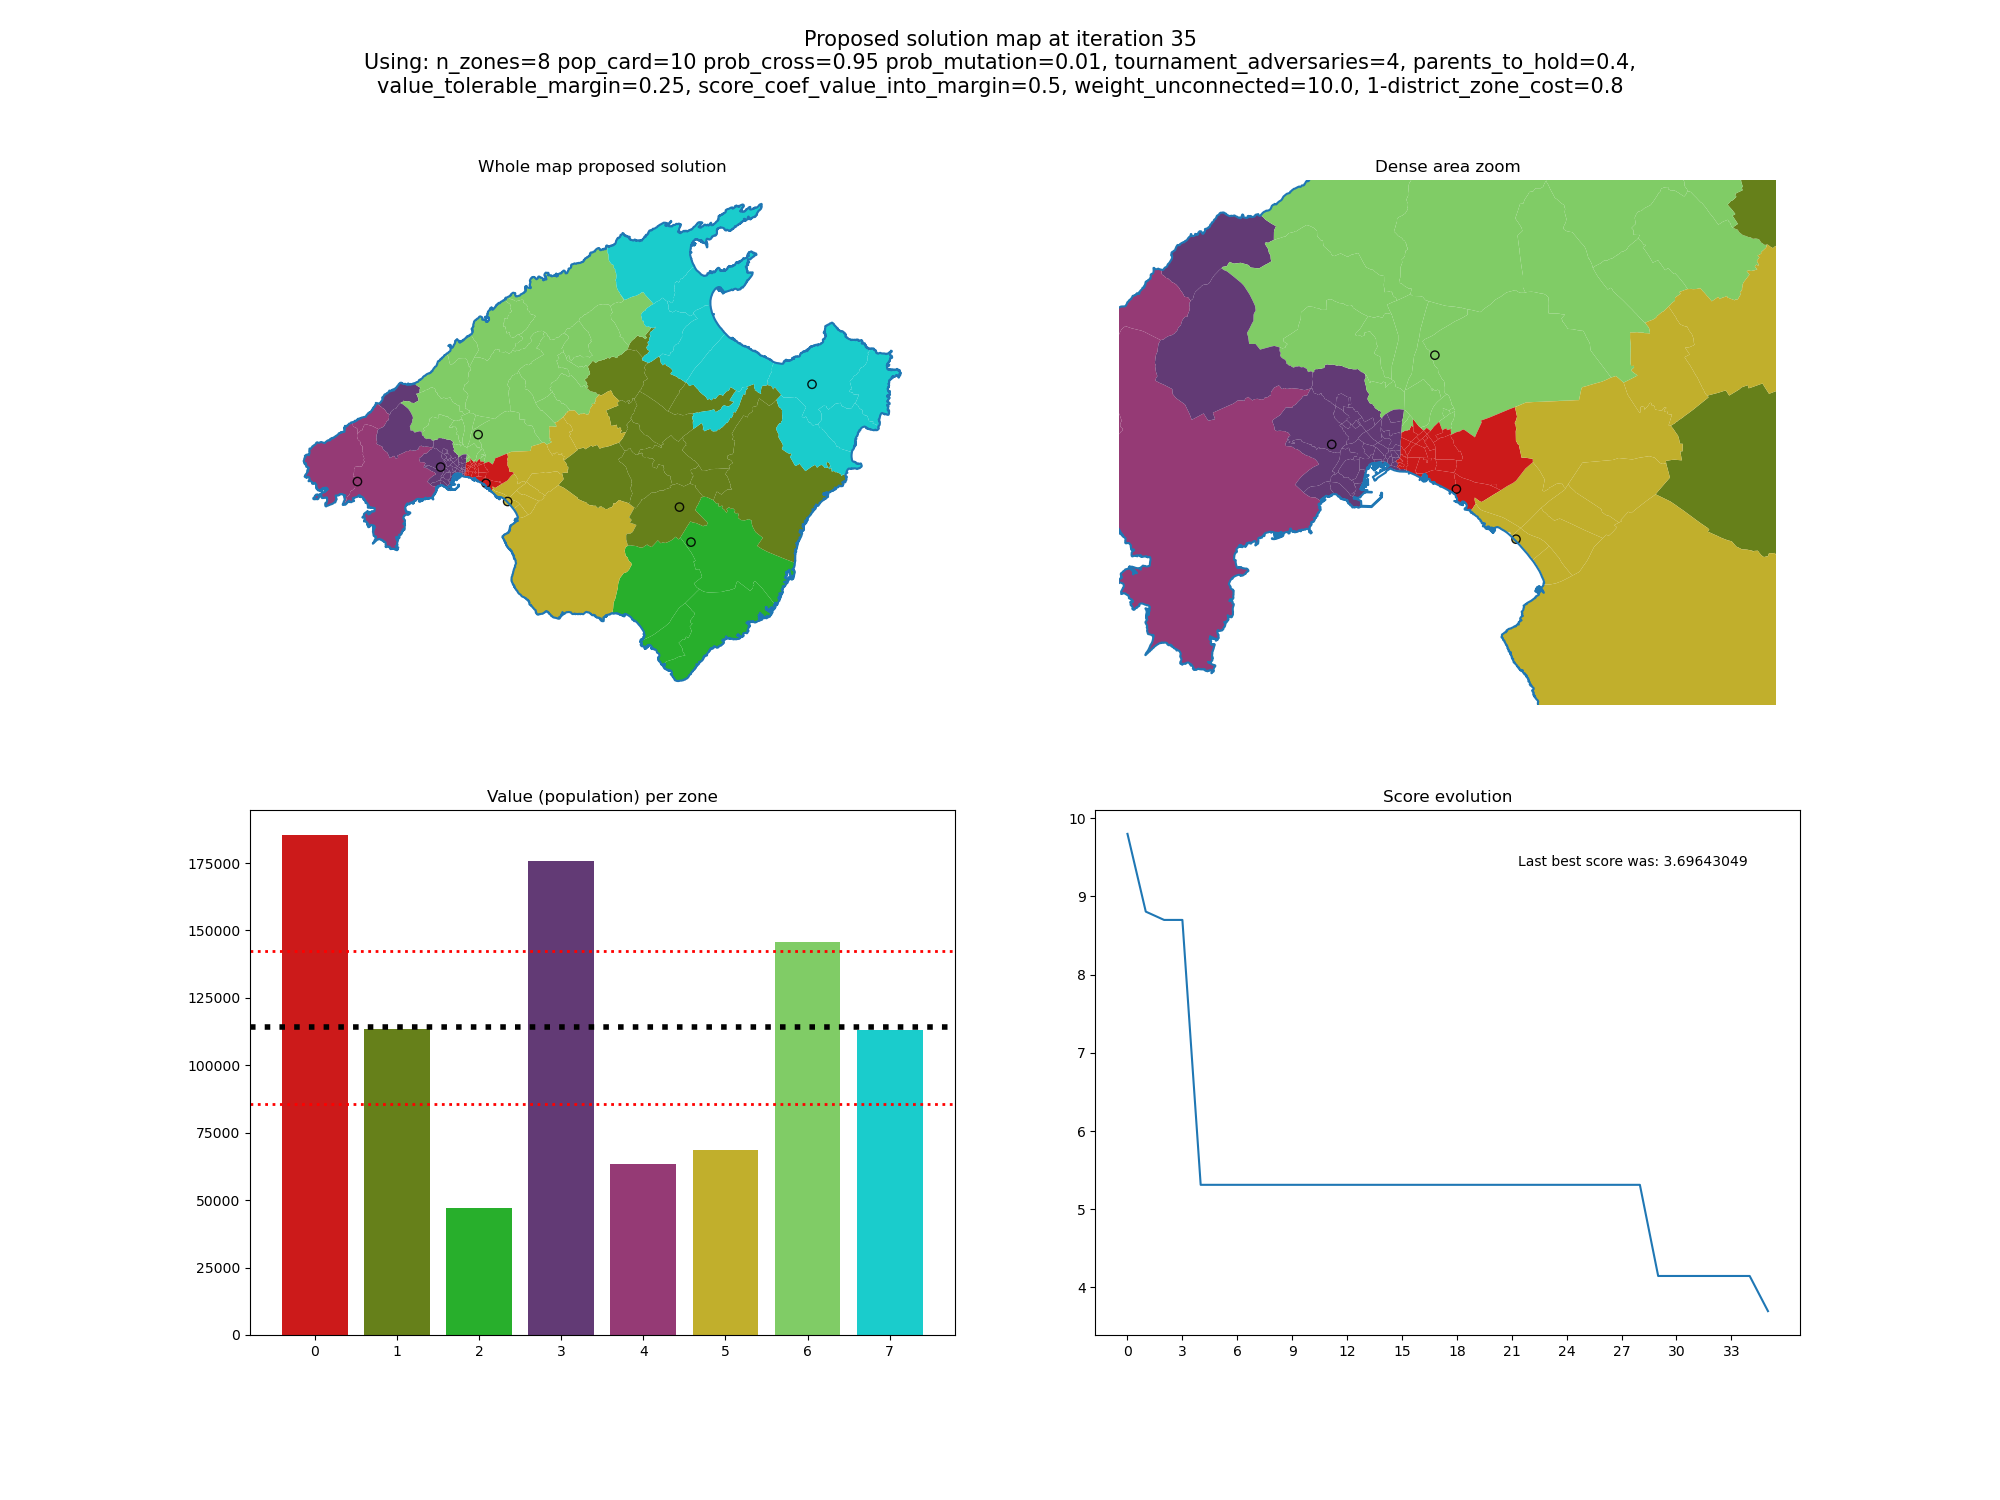 Proposed solution map at iteration 35
Using: n_zones=8 pop_card=10 prob_cross=0.95 prob_mutation=0.01, tournament_adversaries=4, parents_to_hold=0.4,
value_tolerable_margin=0.25, score_coef_value_into_margin=0.5, weight_unconnected=10.0, 1-district_zone_cost=0.8
Whole map proposed solution
Dense area zoom
Value (population) per zone
175000
150000
125000
100000
75000
50000
25000
0
0 1 2 3 4 5 6 7
Score evolution
Last best score was: 3.69643049
10
9
8
7
6
5
4
0 3 6 9 12 15 18 21 24 27 30 33